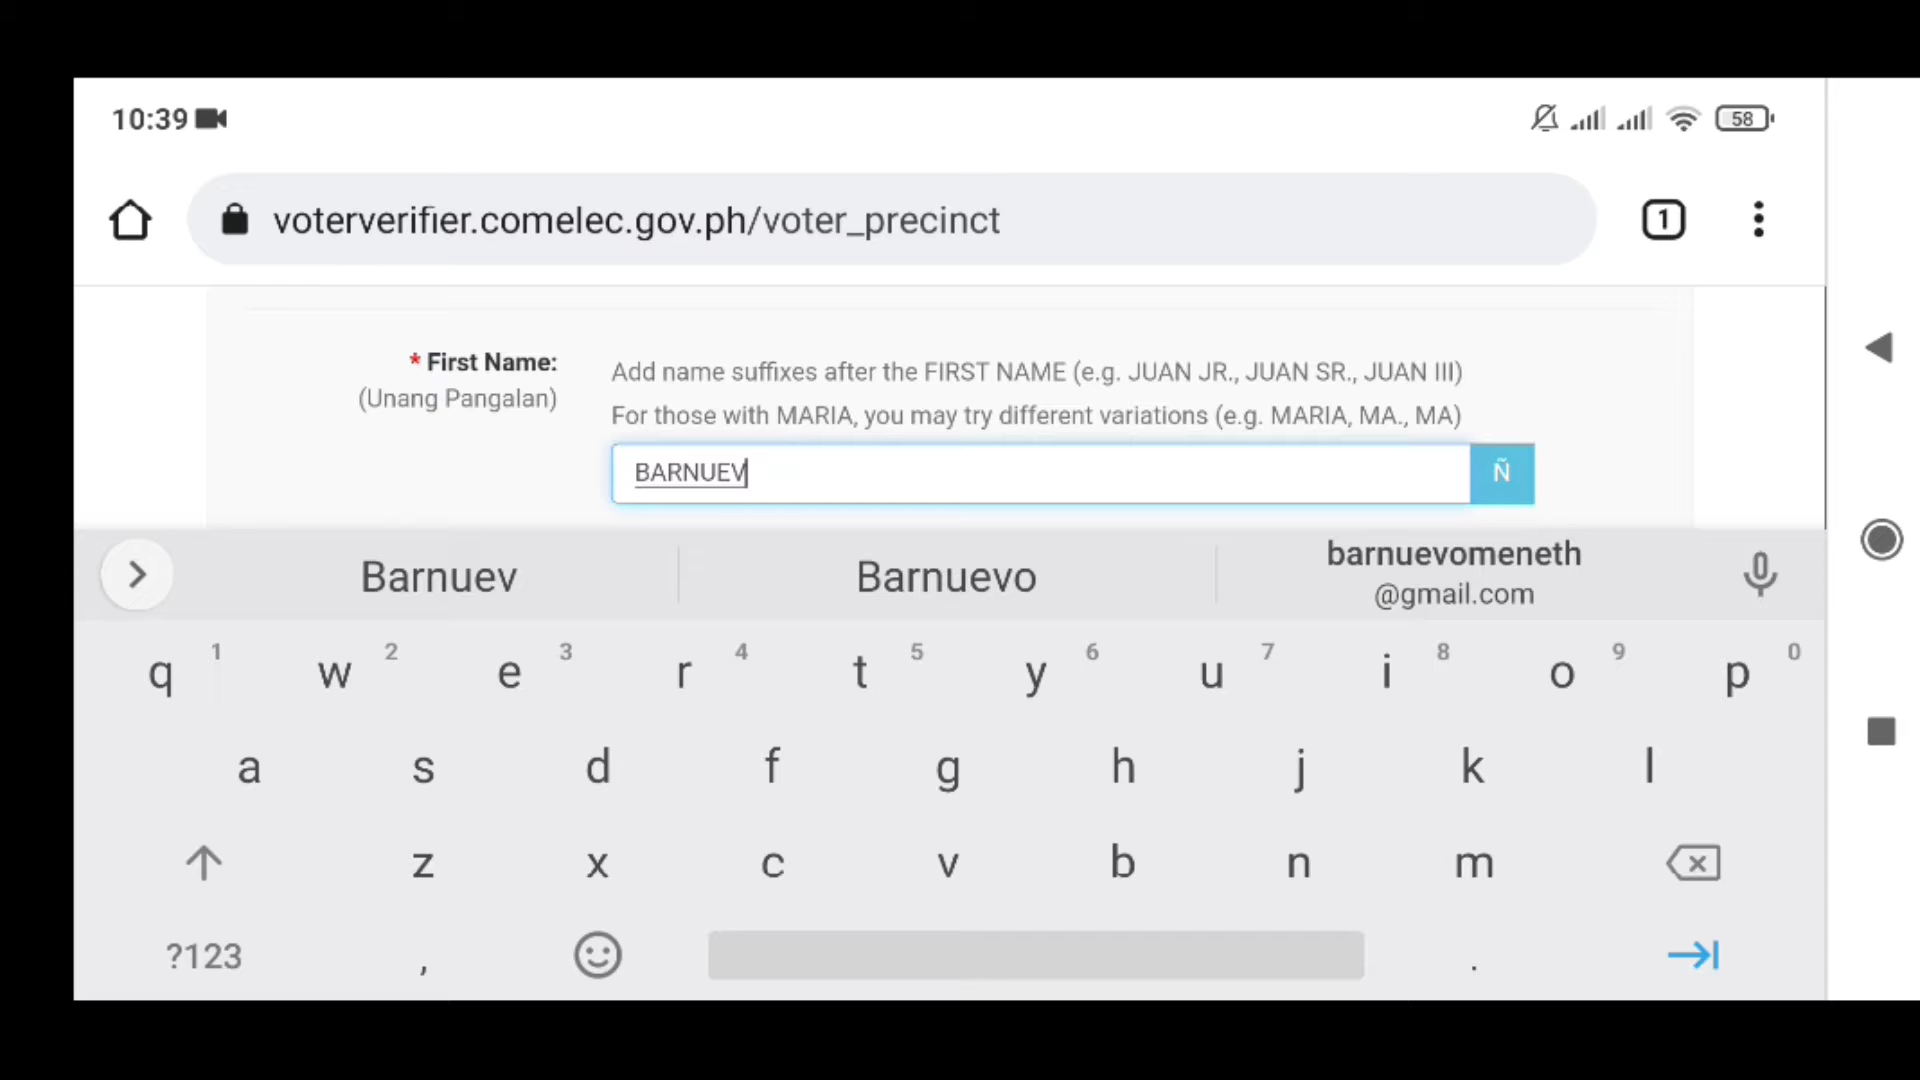 10:39
58
voterverifier.comelec.gov.ph/voter_precinct
1
* First Name:
(Unang Pangalan)
Add name suffixes after the FIRST NAME (e.g. JUAN JR., JUAN SR., JUAN III)
For those with MARIA, you may try different variations (e.g. MARIA, MA., MA)
BARNUEV
Ñ
Barnuev
Barnuevo
barnuevomeneth
@gmail.com
q 1 w 2 e 3 r 4 t 5 y 6 u 7 i 8 o 9 p 0
a s d f g h j k l
z x c v b n m
?123 , .